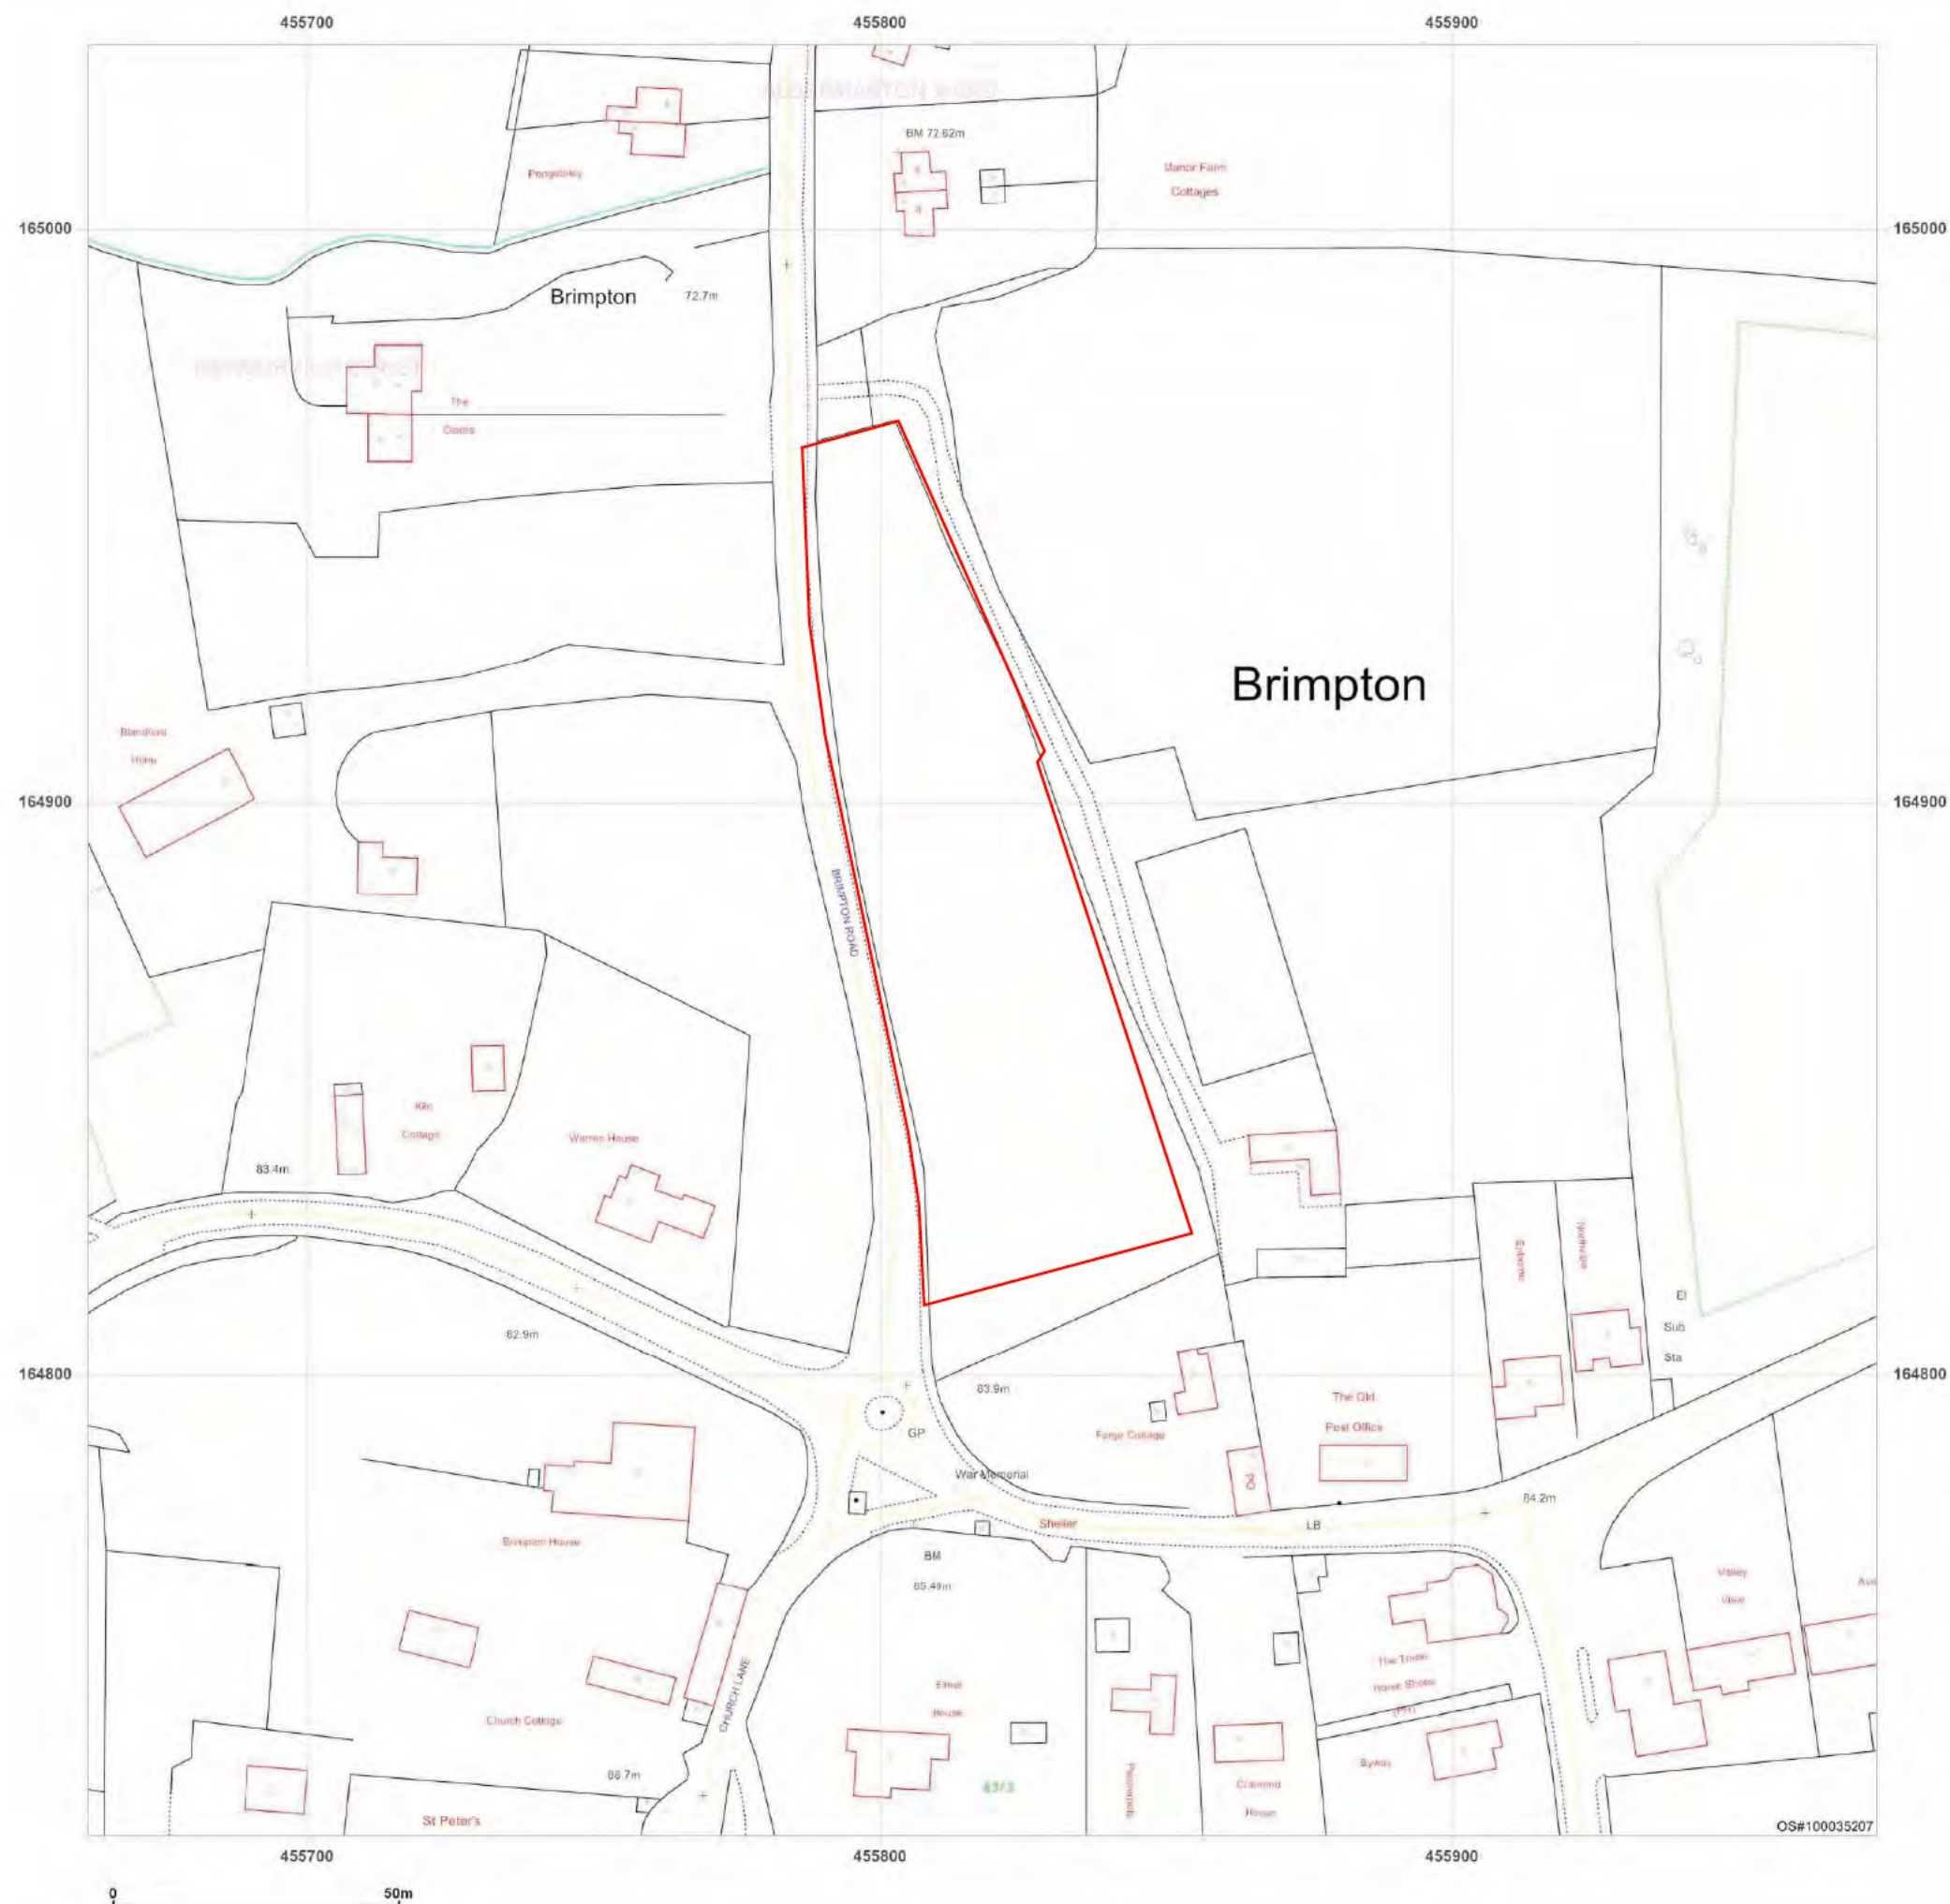 455700
455800
455900
BM 72.62m
Manor Farm
Cottages
165000
165000
Brimpton
72.7m
The
Brimpton
Blandford
164900
164900
BRIMPTON ROAD
Kiln
Cottage
Warren House
83.4m
El
Sub
Sta
82.9m
164800
164800
83.9m
The Old
Post Office
Forge Cottage
GP
War Memorial
PO
84.2m
Shelter
LB
Brimpton House
BM
85.49m
Valley
View
CHURCH LANE
The Three
Horse Shoes
(PH)
House
Church Cottage
Byway
88.7m
House
St Peter's
OS#100035207
455700
455800
455900
0
50m